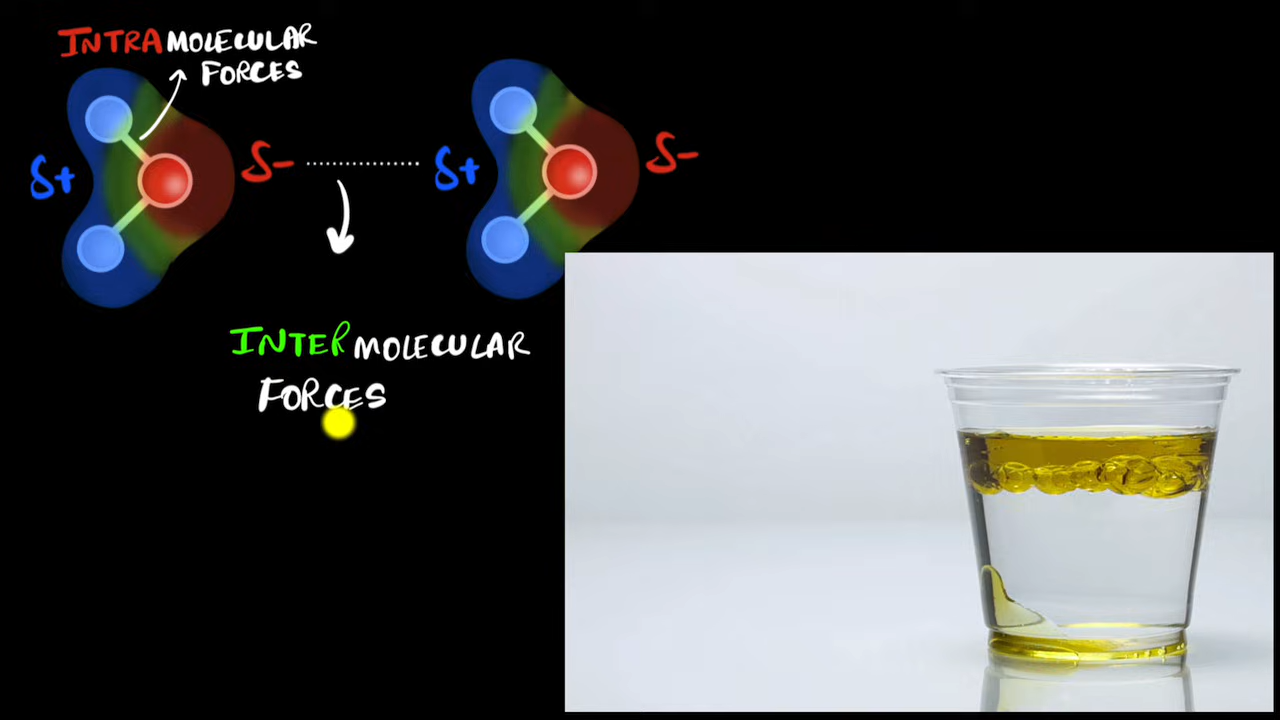 INTRAMOLECULAR
FORCES
δ+ δ- δ+ δ-
INTERMOLECULAR
FORCES